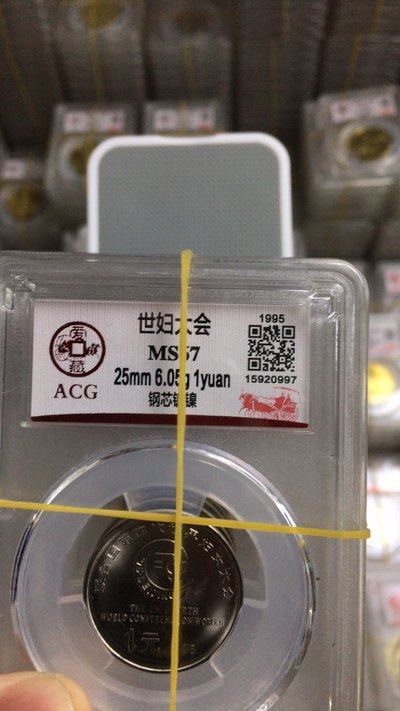 世妇大会
1995
MS67
25mm 6.05g 1yuan
15920997
钢芯镀镍
ACG
THE UN FOURTH
WORLD CONFERENCE ON WOMEN
1元